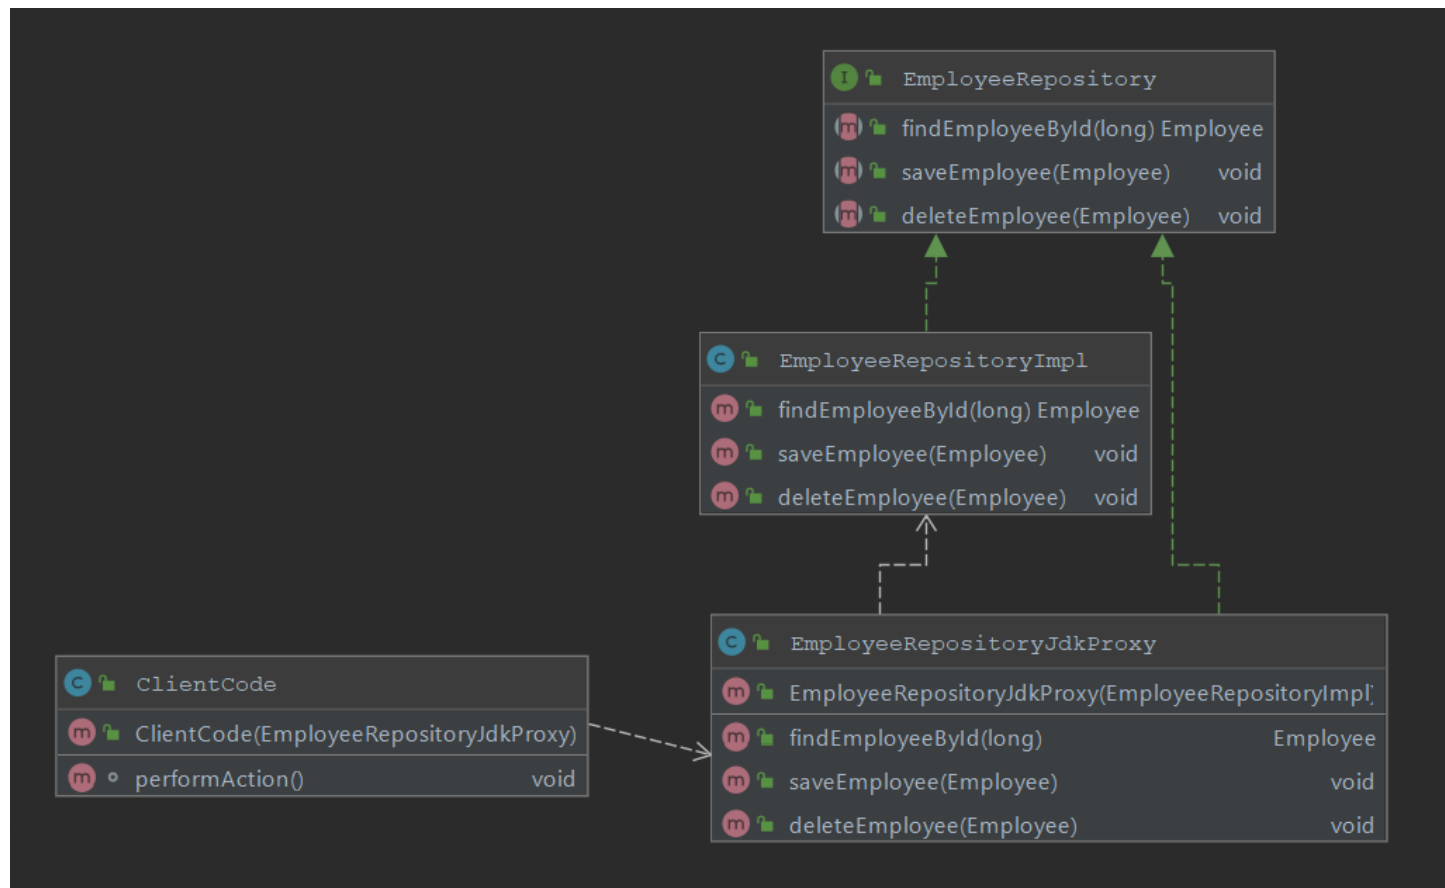 EmployeeRepository
findEmployeeById(long) Employee
saveEmployee(Employee) void
deleteEmployee(Employee) void
EmployeeRepositoryImpl
findEmployeeById(long) Employee
saveEmployee(Employee) void
deleteEmployee(Employee) void
EmployeeRepositoryJdkProxy
EmployeeRepositoryJdkProxy(EmployeeRepositoryImpl)
findEmployeeById(long) Employee
saveEmployee(Employee) void
deleteEmployee(Employee) void
ClientCode
ClientCode(EmployeeRepositoryJdkProxy)
performAction() void